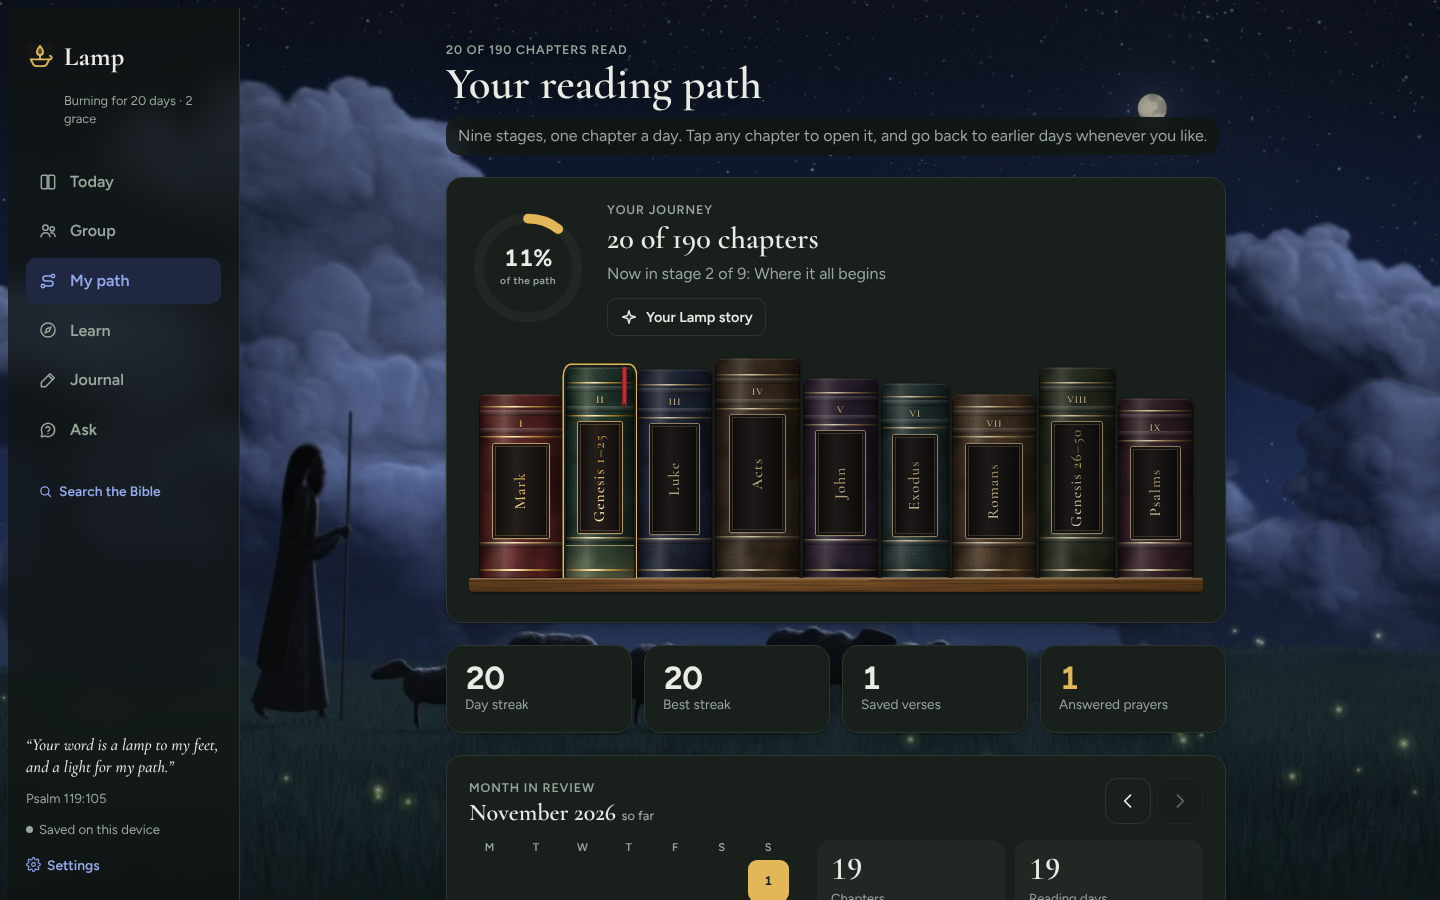 Lamp
Burning for 20 days · 2
grace
Today
Group
My path
Learn
Journal
Ask
Search the Bible
“Your word is a lamp to my feet,
and a light for my path.”
Psalm 119:105
Saved on this device
Settings
20 OF 190 CHAPTERS READ
Your reading path
Nine stages, one chapter a day. Tap any chapter to open it, and go back to earlier days whenever you like.
11%
of the path
YOUR JOURNEY
20 of 190 chapters
Now in stage 2 of 9: Where it all begins
Your Lamp story
I
Mark
II
Genesis 1–25
III
Luke
IV
Acts
V
John
VI
Exodus
VII
Romans
VIII
Genesis 26–50
IX
Psalms
20
Day streak
20
Best streak
1
Saved verses
1
Answered prayers
MONTH IN REVIEW
November 2026 so far
M T W T F S S
1
19
Chapters
19
Reading days